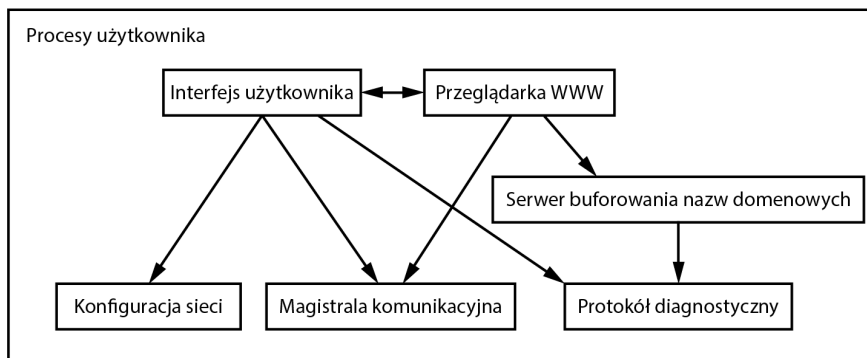 Procesy użytkownika
Interfejs użytkownika
Przeglądarka WWW
Serwer buforowania nazw domenowych
Konfiguracja sieci
Magistrala komunikacyjna
Protokół diagnostyczny